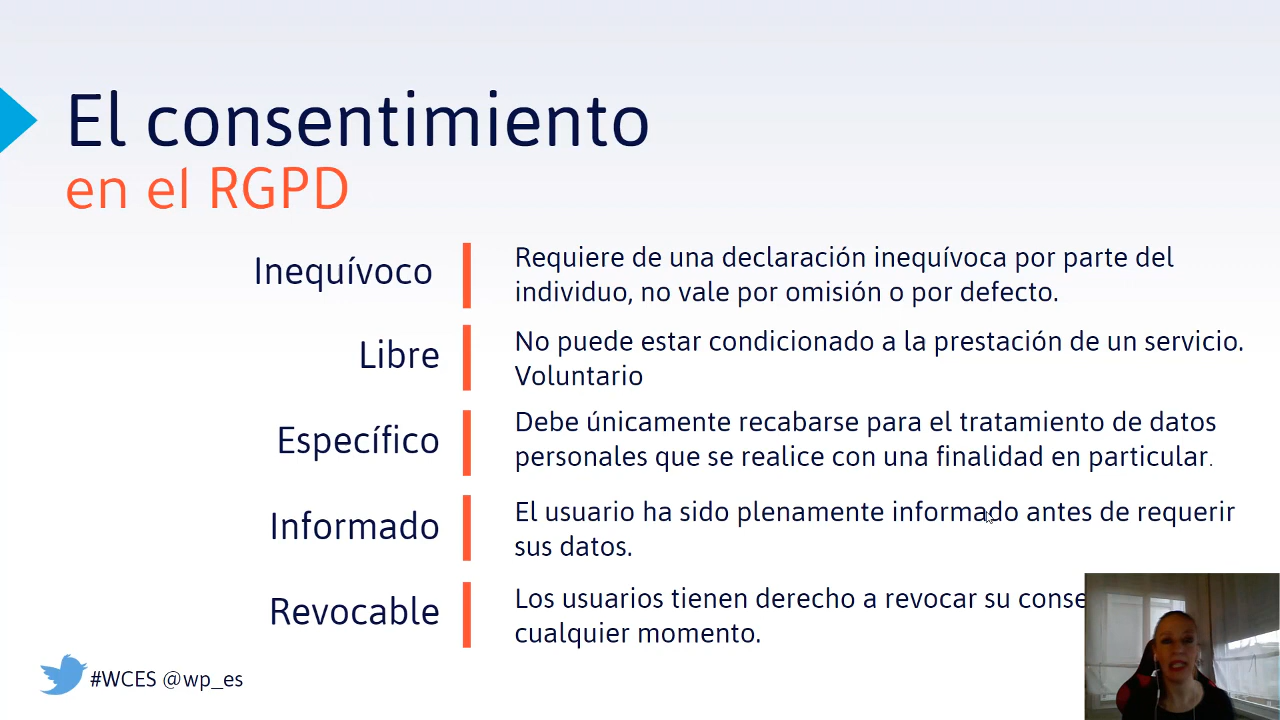 El consentimiento
en el RGPD
Inequívoco
Requiere de una declaración inequívoca por parte del
individuo, no vale por omisión o por defecto.
Libre
No puede estar condicionado a la prestación de un servicio.
Voluntario
Específico
Debe únicamente recabarse para el tratamiento de datos
personales que se realice con una finalidad en particular.
Informado
El usuario ha sido plenamente informado antes de requerir
sus datos.
Revocable
Los usuarios tienen derecho a revocar su
cualquier momento.
#WCES @wp_es